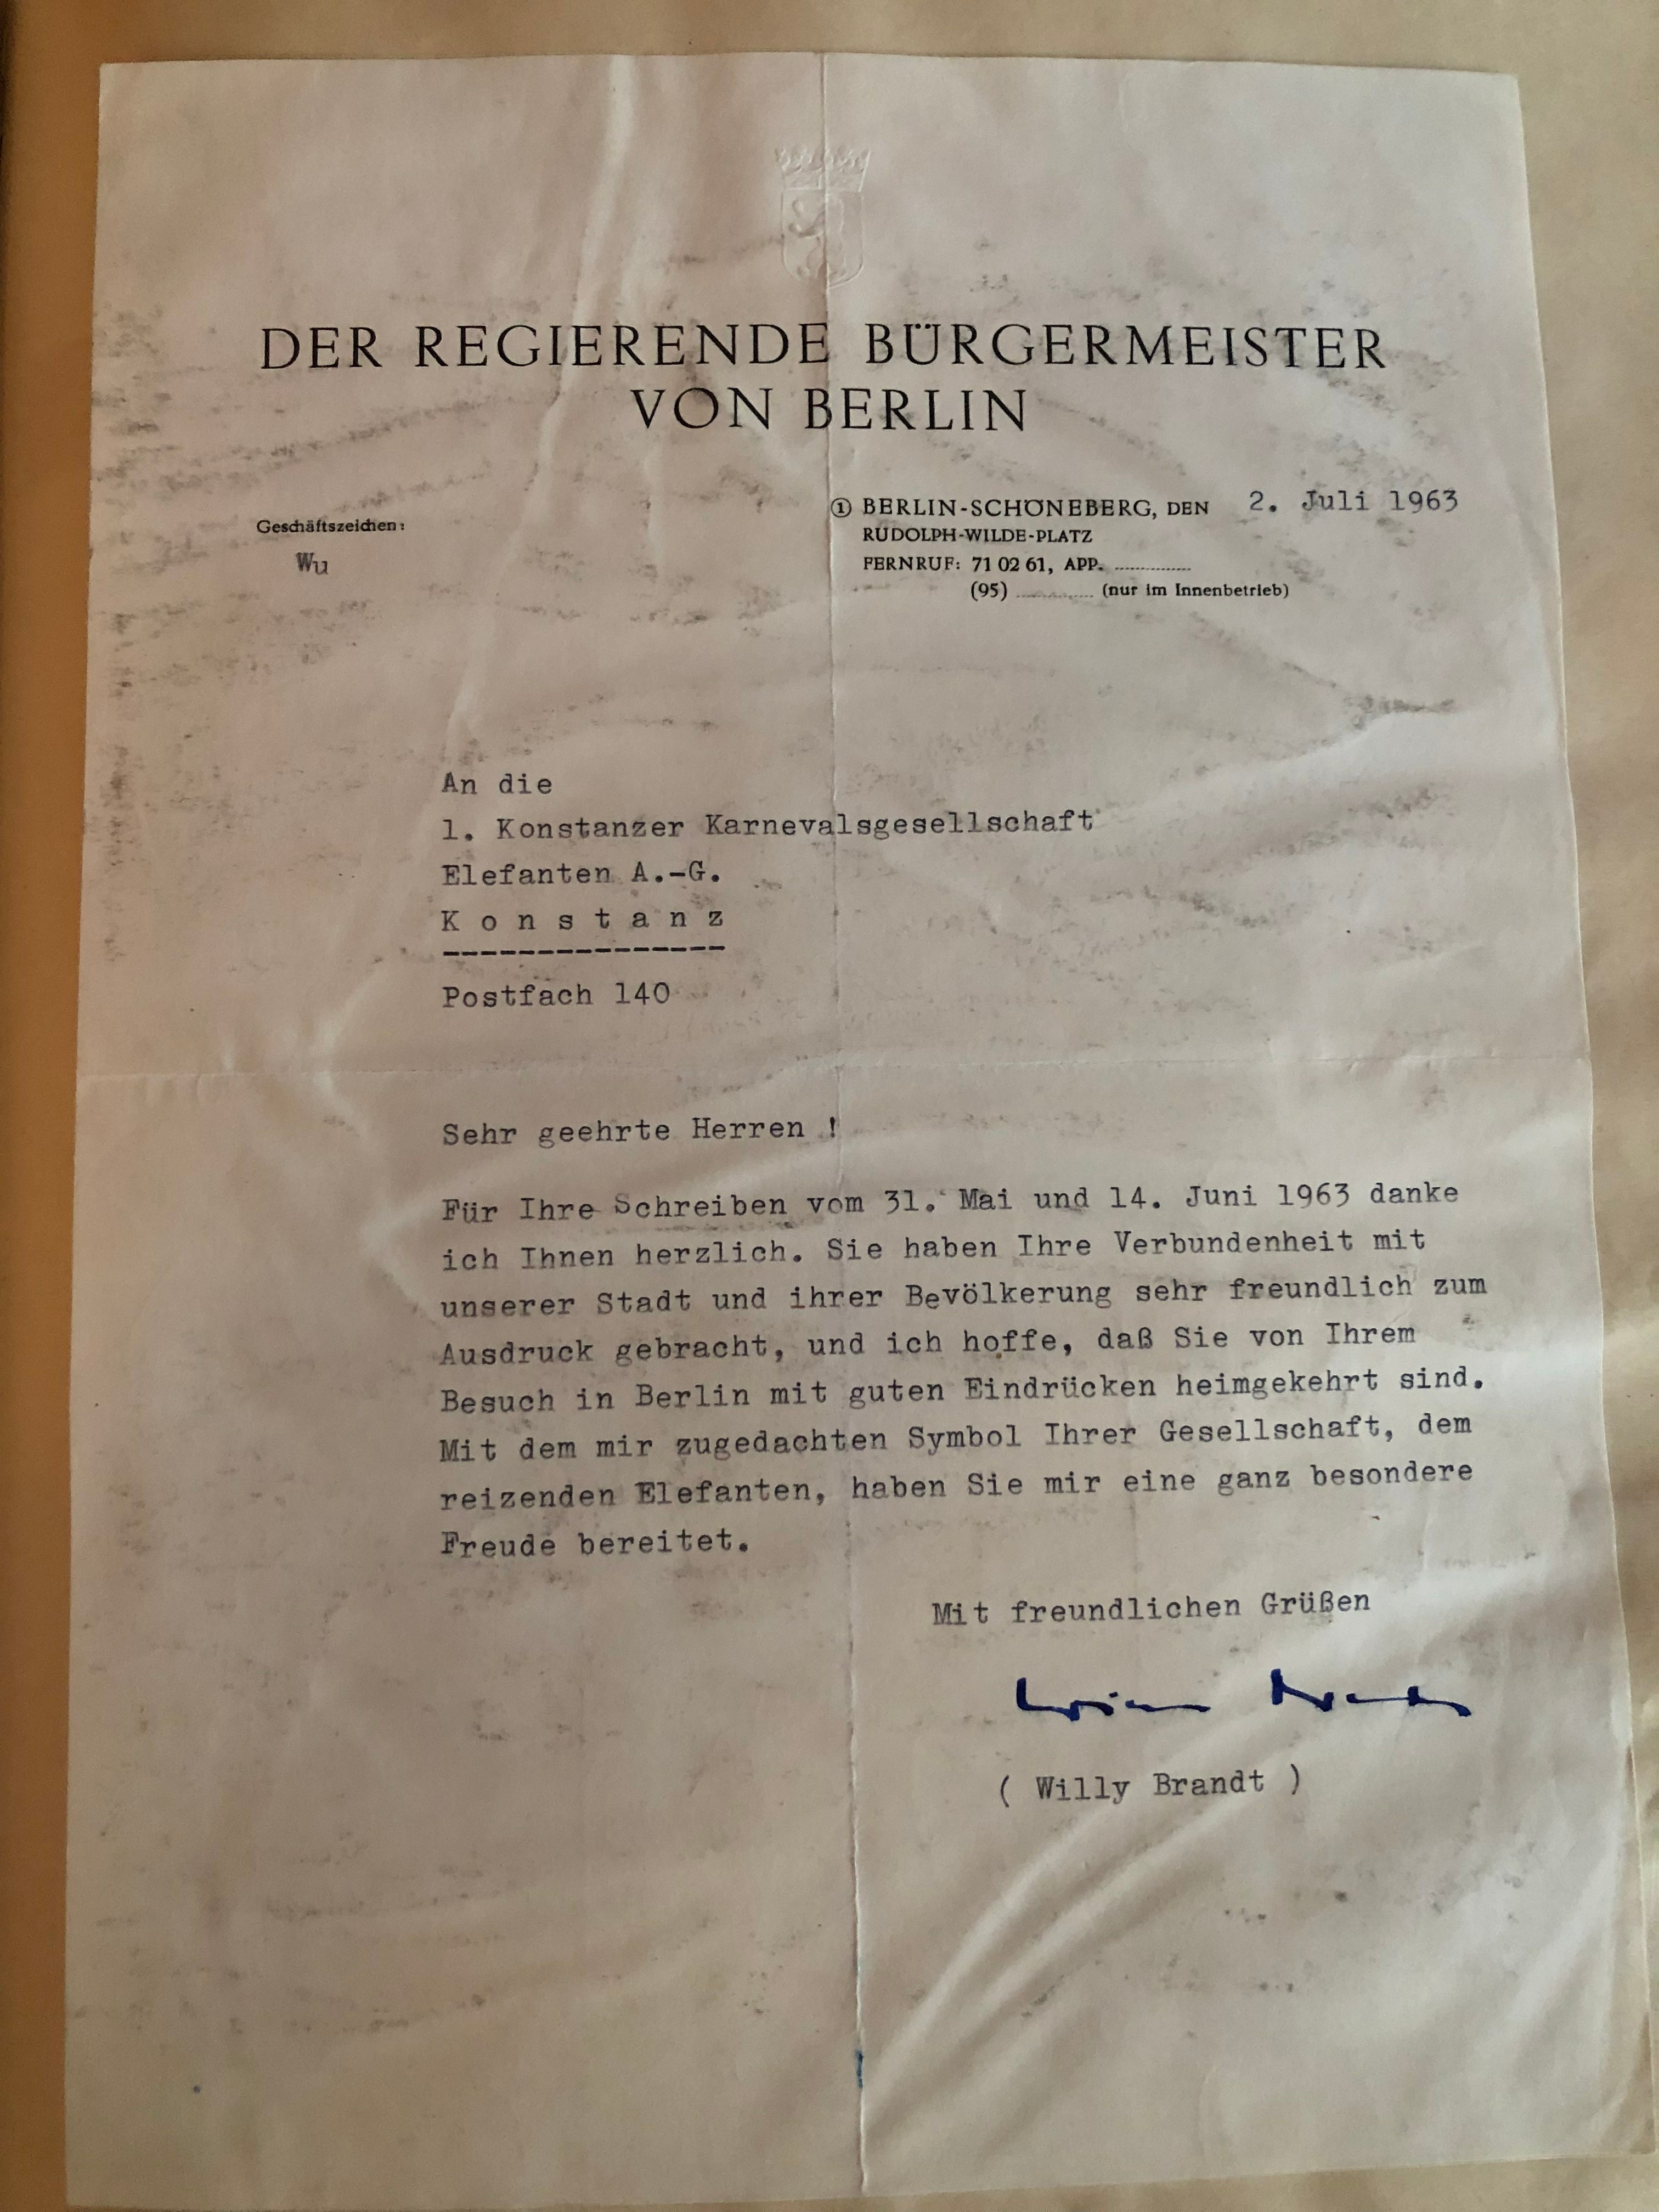 DER REGIERENDE BÜRGERMEISTER
VON BERLIN
Geschäftszeichen:
Wu
① BERLIN-SCHÖNEBERG, DEN 2. Juli 1963
RUDOLPH-WILDE-PLATZ
FERNRUF: 71 02 61, APP. ..............
(95) .............. (nur im Innenbetrieb)
An die
1. Konstanzer Karnevalsgesellschaft
Elefanten A.-G.
K o n s t a n z
---------------
Postfach 140
Sehr geehrte Herren !
Für Ihre Schreiben vom 31. Mai und 14. Juni 1963 danke
ich Ihnen herzlich. Sie haben Ihre Verbundenheit mit
unserer Stadt und ihrer Bevölkerung sehr freundlich zum
Ausdruck gebracht, und ich hoffe, daß Sie von Ihrem
Besuch in Berlin mit guten Eindrücken heimgekehrt sind.
Mit dem mir zugedachten Symbol Ihrer Gesellschaft, dem
reizenden Elefanten, haben Sie mir eine ganz besondere
Freude bereitet.
Mit freundlichen Grüßen
Willy Brandt
( Willy Brandt )